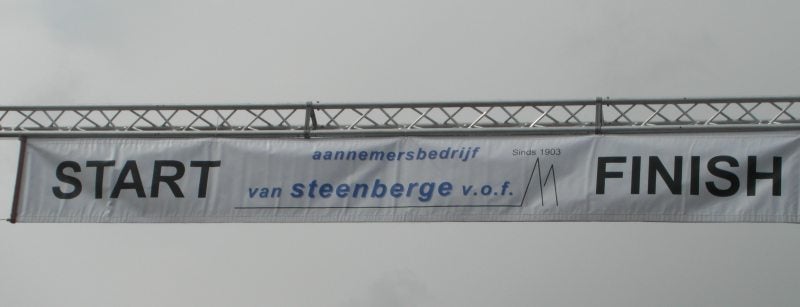 START
aannemersbedrijf
Sinds 1903
van steenberge v.o.f.
FINISH